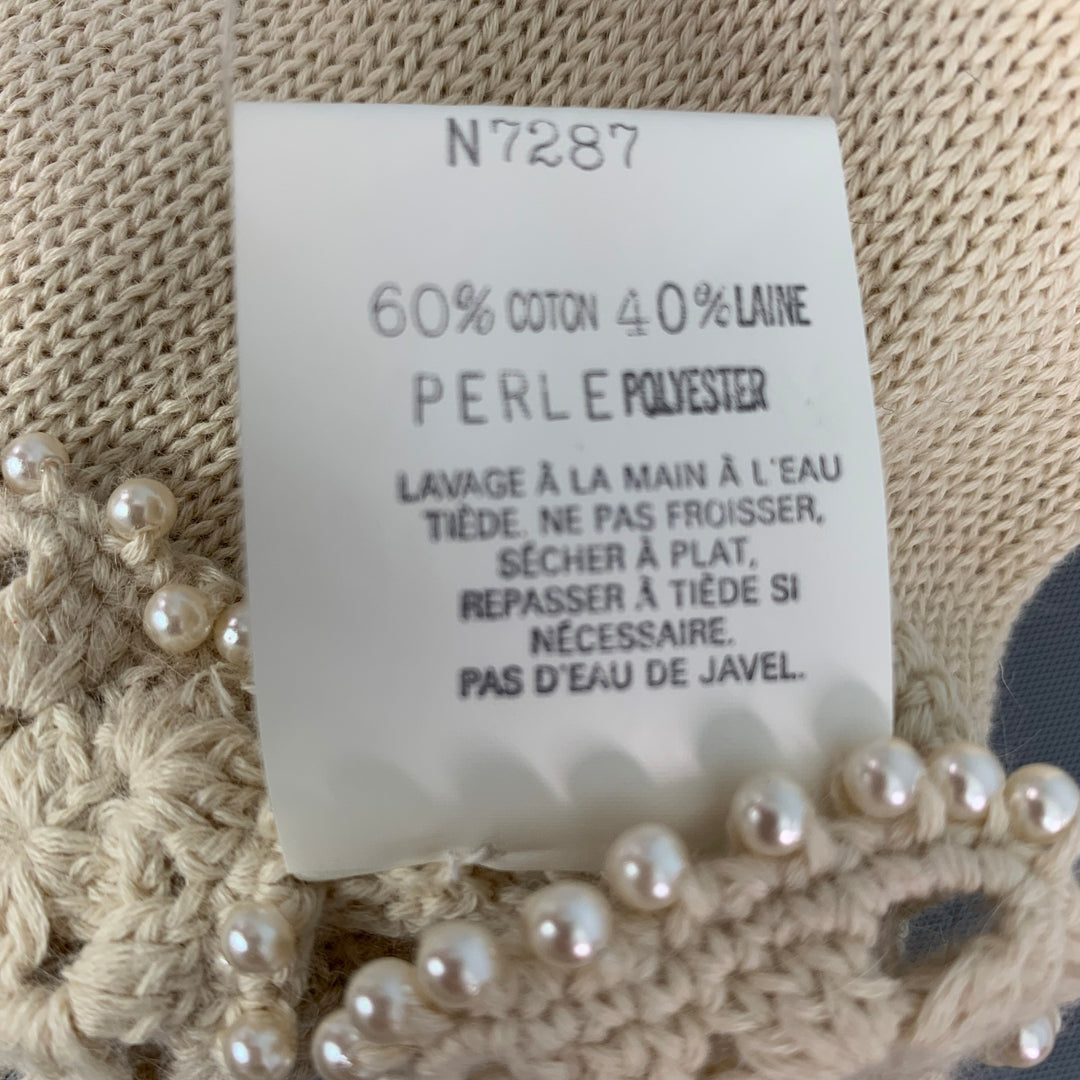 N7287
60% COTON 40% LAINE
PERLE POLYESTER
LAVAGE À LA MAIN À L'EAU
TIÈDE. NE PAS FROISSER,
SÉCHER À PLAT,
REPASSER À TIÈDE SI
NÉCESSAIRE.
PAS D'EAU DE JAVEL.